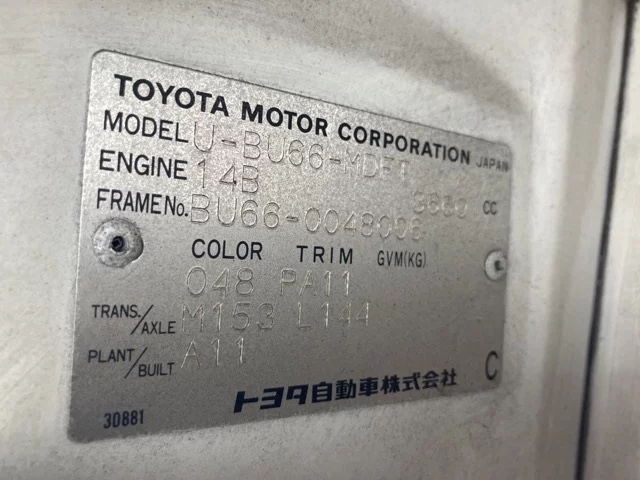 TOYOTA MOTOR CORPORATION JAPAN
MODEL U-BU66-MDFT
ENGINE 14B 3660 CC
FRAME No. BU66-0048006
COLOR TRIM GVM(KG)
048 PA11
TRANS./AXLE M153 L144
PLANT/BUILT A11
トヨタ自動車株式会社 C
30881